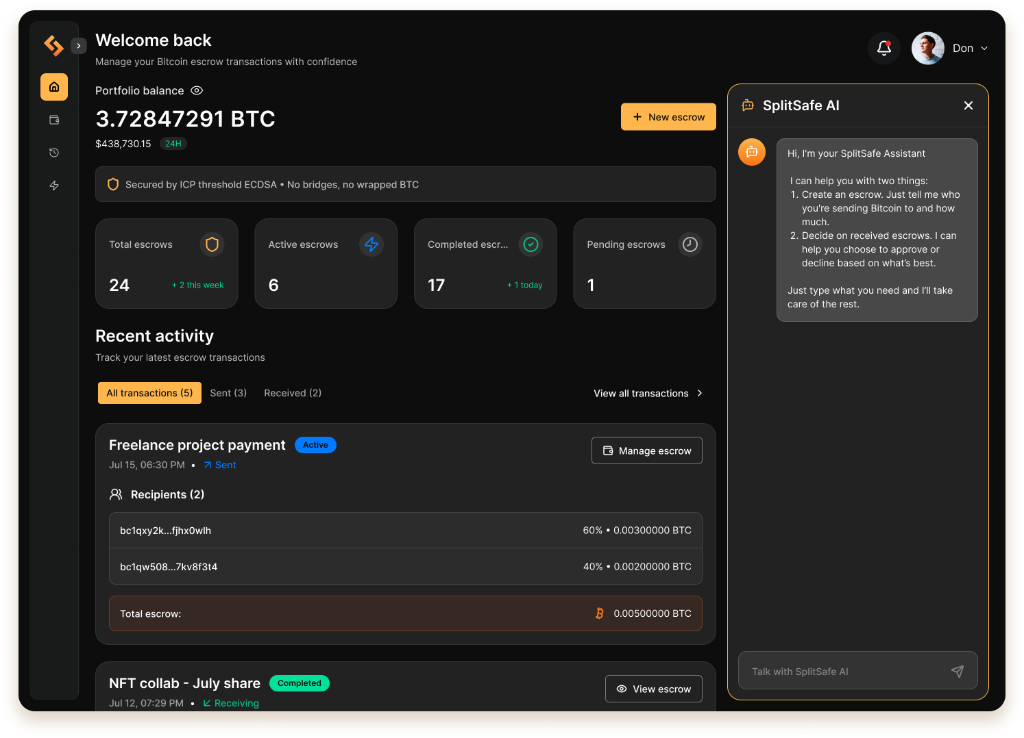 Welcome back
Manage your Bitcoin escrow transactions with confidence
Don
Portfolio balance
3.72847291 BTC
$438,730.15 24H
+ New escrow
Secured by ICP threshold ECDSA • No bridges, no wrapped BTC
Total escrows
24
+ 2 this week
Active escrows
6
Completed escr...
17
+ 1 today
Pending escrows
1
Recent activity
Track your latest escrow transactions
All transactions (5)
Sent (3)
Received (2)
View all transactions
Freelance project payment Active
Jul 15, 06:30 PM • Sent
Manage escrow
Recipients (2)
bc1qxy2k...fjhx0wlh 60% • 0.00300000 BTC
bc1qw508...7kv8f3t4 40% • 0.00200000 BTC
Total escrow: 0.00500000 BTC
NFT collab - July share Completed
Jul 12, 07:29 PM • Receiving
View escrow
SplitSafe AI
Hi, I'm your SplitSafe Assistant
I can help you with two things:
1. Create an escrow. Just tell me who
you're sending Bitcoin to and how
much.
2. Decide on received escrows. I can
help you choose to approve or
decline based on what's best.
Just type what you need and I'll take
care of the rest.
Talk with SplitSafe AI